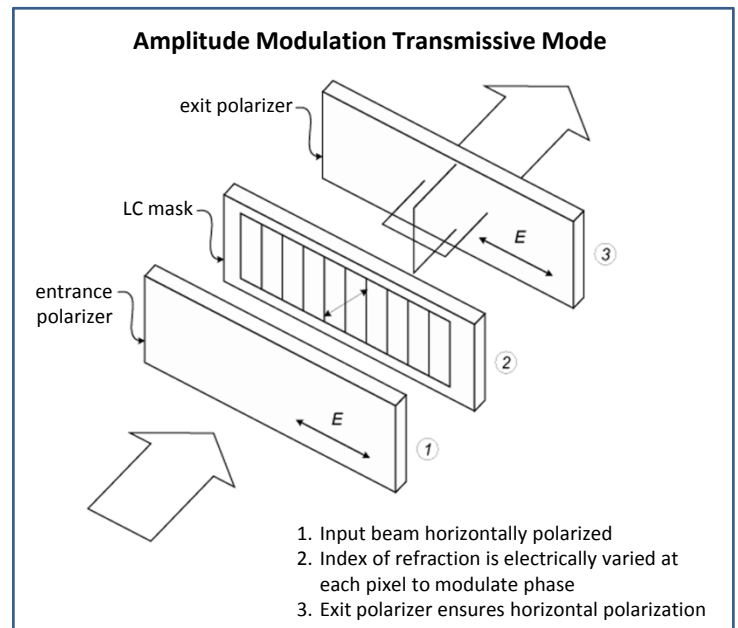 Amplitude Modulation Transmissive Mode
exit polarizer
LC mask
entrance
polarizer
E
3
2
E
1
1. Input beam horizontally polarized
2. Index of refraction is electrically varied at
each pixel to modulate phase
3. Exit polarizer ensures horizontal polarization